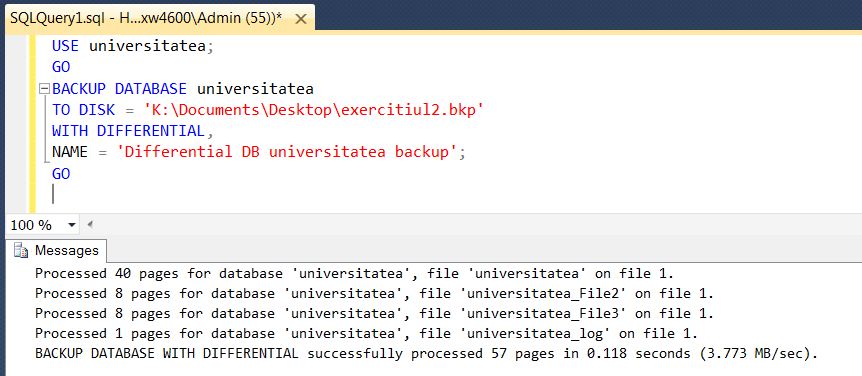 SQLQuery1.sql - H...xw4600\Admin (55))*
USE universitatea;
GO
BACKUP DATABASE universitatea
TO DISK = 'K:\Documents\Desktop\exercitiul2.bkp'
WITH DIFFERENTIAL,
NAME = 'Differential DB universitatea backup';
GO
100 %
Messages
Processed 40 pages for database 'universitatea', file 'universitatea' on file 1.
Processed 8 pages for database 'universitatea', file 'universitatea_File2' on file 1.
Processed 8 pages for database 'universitatea', file 'universitatea_File3' on file 1.
Processed 1 pages for database 'universitatea', file 'universitatea_log' on file 1.
BACKUP DATABASE WITH DIFFERENTIAL successfully processed 57 pages in 0.118 seconds (3.773 MB/sec).